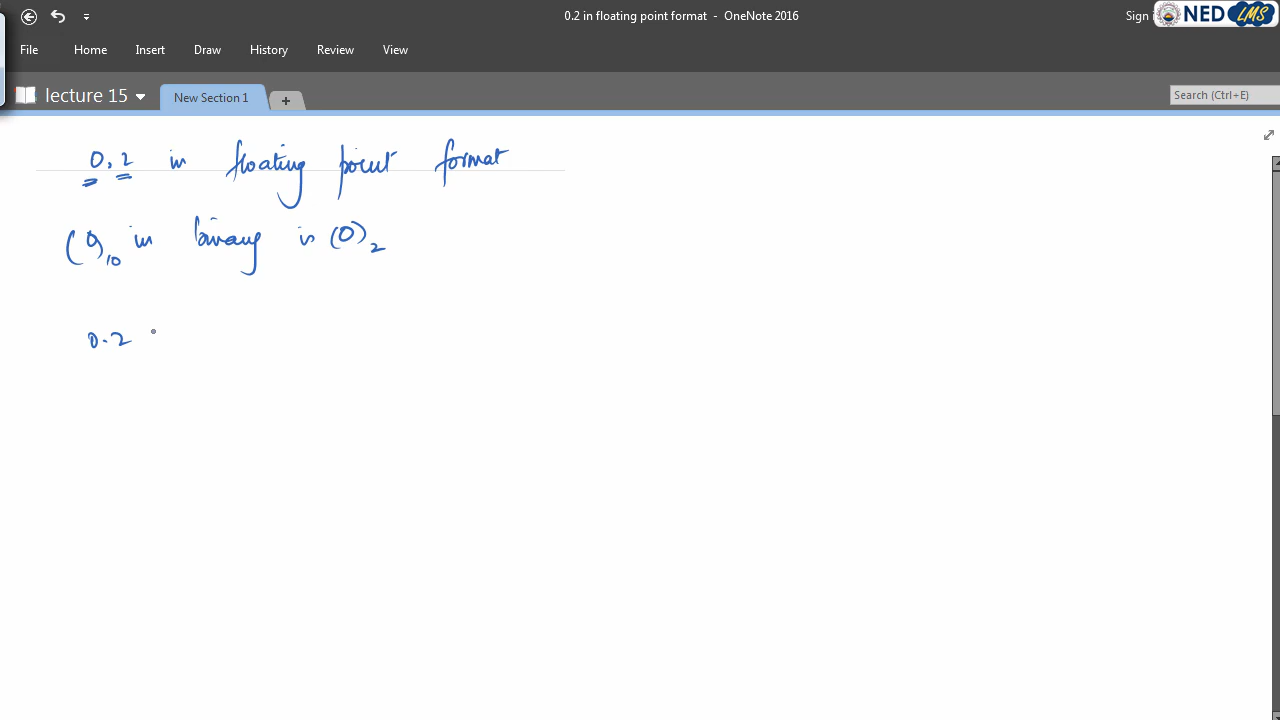 0.2 in floating point format - OneNote 2016
Sign
NED LMS
File Home Insert Draw History Review View
lecture 15 New Section 1 +
Search (Ctrl+E)
0.2 in floating point format
(0)10 in binary is (0)2
0.2